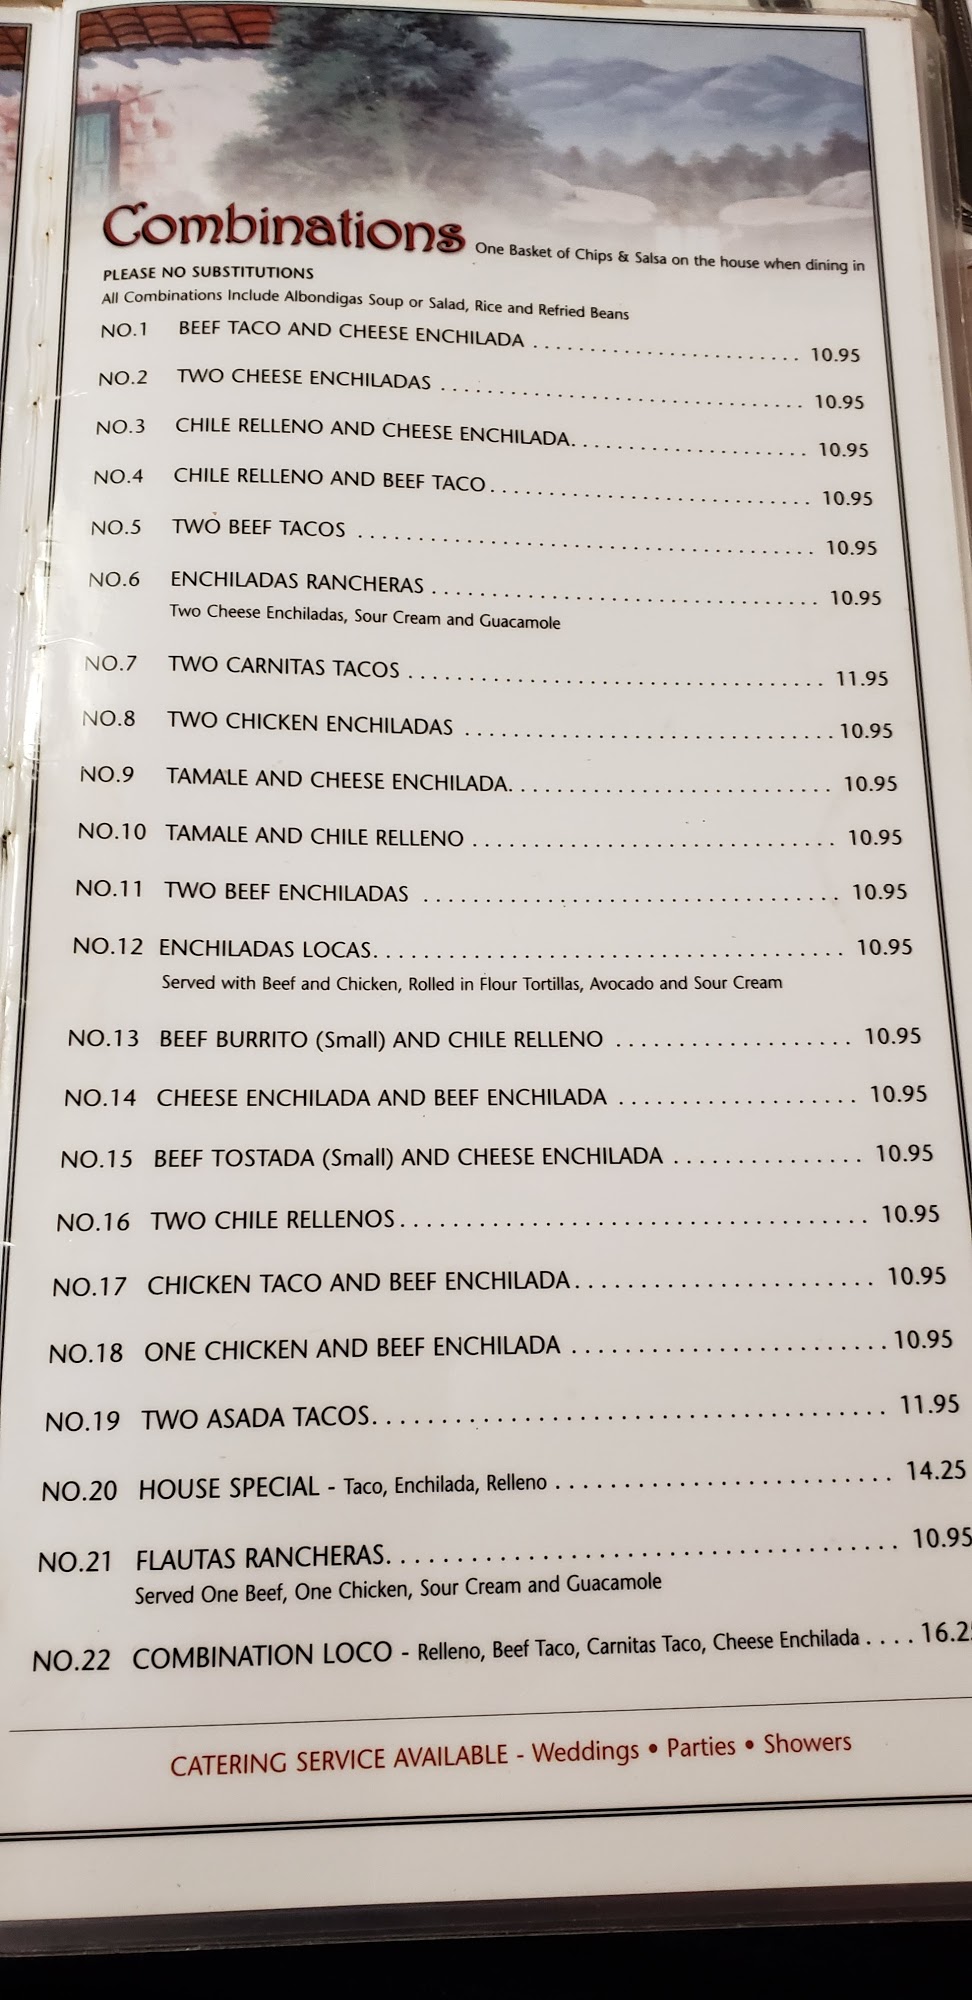 Combinations One Basket of Chips & Salsa on the house when dining in
PLEASE NO SUBSTITUTIONS
All Combinations Include Albondigas Soup or Salad, Rice and Refried Beans
NO.1 BEEF TACO AND CHEESE ENCHILADA 10.95
NO.2 TWO CHEESE ENCHILADAS 10.95
NO.3 CHILE RELLENO AND CHEESE ENCHILADA 10.95
NO.4 CHILE RELLENO AND BEEF TACO 10.95
NO.5 TWO BEEF TACOS 10.95
NO.6 ENCHILADAS RANCHERAS 10.95
Two Cheese Enchiladas, Sour Cream and Guacamole
NO.7 TWO CARNITAS TACOS 11.95
NO.8 TWO CHICKEN ENCHILADAS 10.95
NO.9 TAMALE AND CHEESE ENCHILADA 10.95
NO.10 TAMALE AND CHILE RELLENO 10.95
NO.11 TWO BEEF ENCHILADAS 10.95
NO.12 ENCHILADAS LOCAS 10.95
Served with Beef and Chicken, Rolled in Flour Tortillas, Avocado and Sour Cream
NO.13 BEEF BURRITO (Small) AND CHILE RELLENO 10.95
NO.14 CHEESE ENCHILADA AND BEEF ENCHILADA 10.95
NO.15 BEEF TOSTADA (Small) AND CHEESE ENCHILADA 10.95
NO.16 TWO CHILE RELLENOS 10.95
NO.17 CHICKEN TACO AND BEEF ENCHILADA 10.95
NO.18 ONE CHICKEN AND BEEF ENCHILADA 10.95
NO.19 TWO ASADA TACOS 11.95
NO.20 HOUSE SPECIAL - Taco, Enchilada, Relleno 14.25
NO.21 FLAUTAS RANCHERAS 10.95
Served One Beef, One Chicken, Sour Cream and Guacamole
NO.22 COMBINATION LOCO - Relleno, Beef Taco, Carnitas Taco, Cheese Enchilada
CATERING SERVICE AVAILABLE - Weddings • Parties • Showers